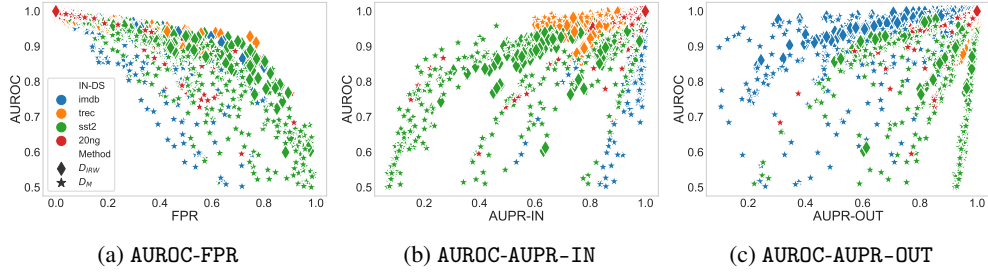 AUROC
1.0
0.9
0.8
0.7
0.6
0.5
IN-DS
imdb
trec
sst2
20ng
Method
D_IRW
D_M
0.0 0.2 0.4 0.6 0.8 1.0
FPR
(a) AUROC-FPR
AUROC
1.0
0.9
0.8
0.7
0.6
0.5
0.2 0.4 0.6 0.8 1.0
AUPR-IN
(b) AUROC-AUPR-IN
AUROC
1.0
0.9
0.8
0.7
0.6
0.5
0.2 0.4 0.6 0.8 1.0
AUPR-OUT
(c) AUROC-AUPR-OUT